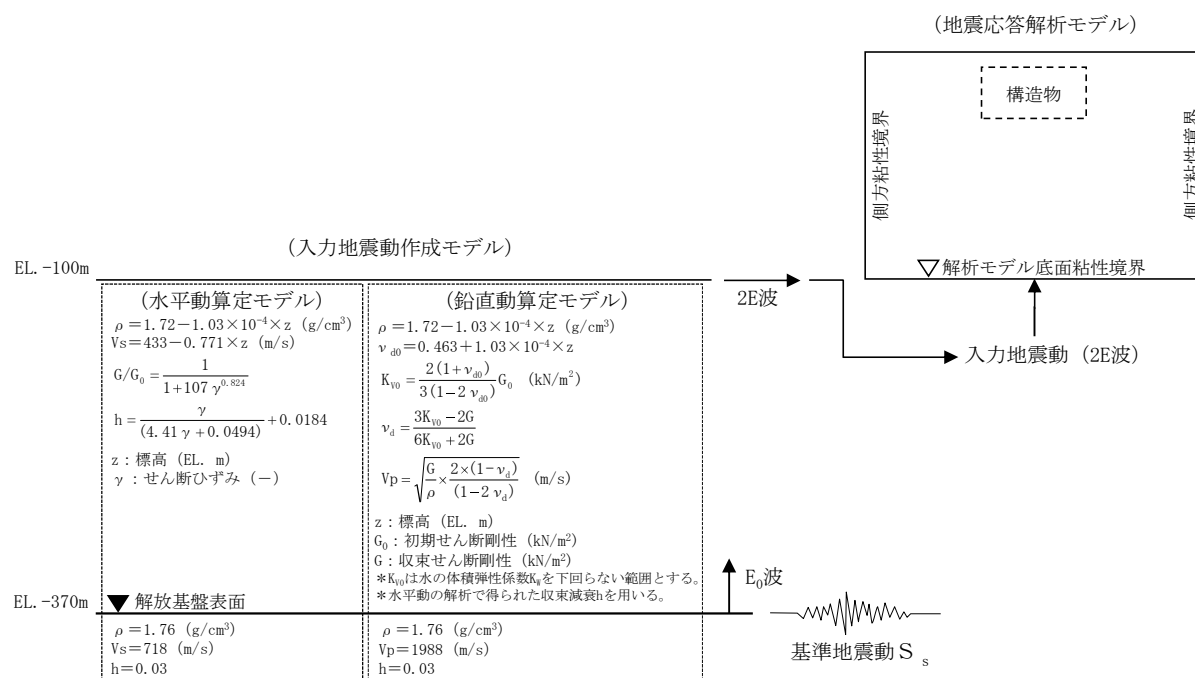 (地震応答解析モデル)
構造物
側方粘性境界
側方粘性境界
▽解析モデル底面粘性境界
入力地震動 (2E波)
(入力地震動作成モデル)
EL.-100m
2E波
(水平動算定モデル)
ρ=1.72-1.03×10⁻⁴×z (g/cm³)
Vs=433-0.771×z (m/s)
G/G₀=1/(1+107γ^0.824)
h=γ/(4.41γ+0.0494)+0.0184
z:標高 (EL. m)
γ:せん断ひずみ (-)
(鉛直動算定モデル)
ρ=1.72-1.03×10⁻⁴×z (g/cm³)
ν_d0=0.463+1.03×10⁻⁴×z
K_V0=2(1+ν_d0)/3(1-2ν_d0) G₀ (kN/m²)
ν_d=(3K_V0-2G)/(6K_V0+2G)
Vp=√(G/ρ×2×(1-ν_d)/(1-2ν_d)) (m/s)
z:標高 (EL. m)
G₀:初期せん断剛性 (kN/m²)
G:収束せん断剛性 (kN/m²)
*K_V0は水の体積弾性係数K_Wを下回らない範囲とする。
*水平動の解析で得られた収束減衰hを用いる。
E₀波
EL.-370m
▼ 解放基盤表面
ρ=1.76 (g/cm³)
Vs=718 (m/s)
h=0.03
ρ=1.76 (g/cm³)
Vp=1988 (m/s)
h=0.03
基準地震動Ss